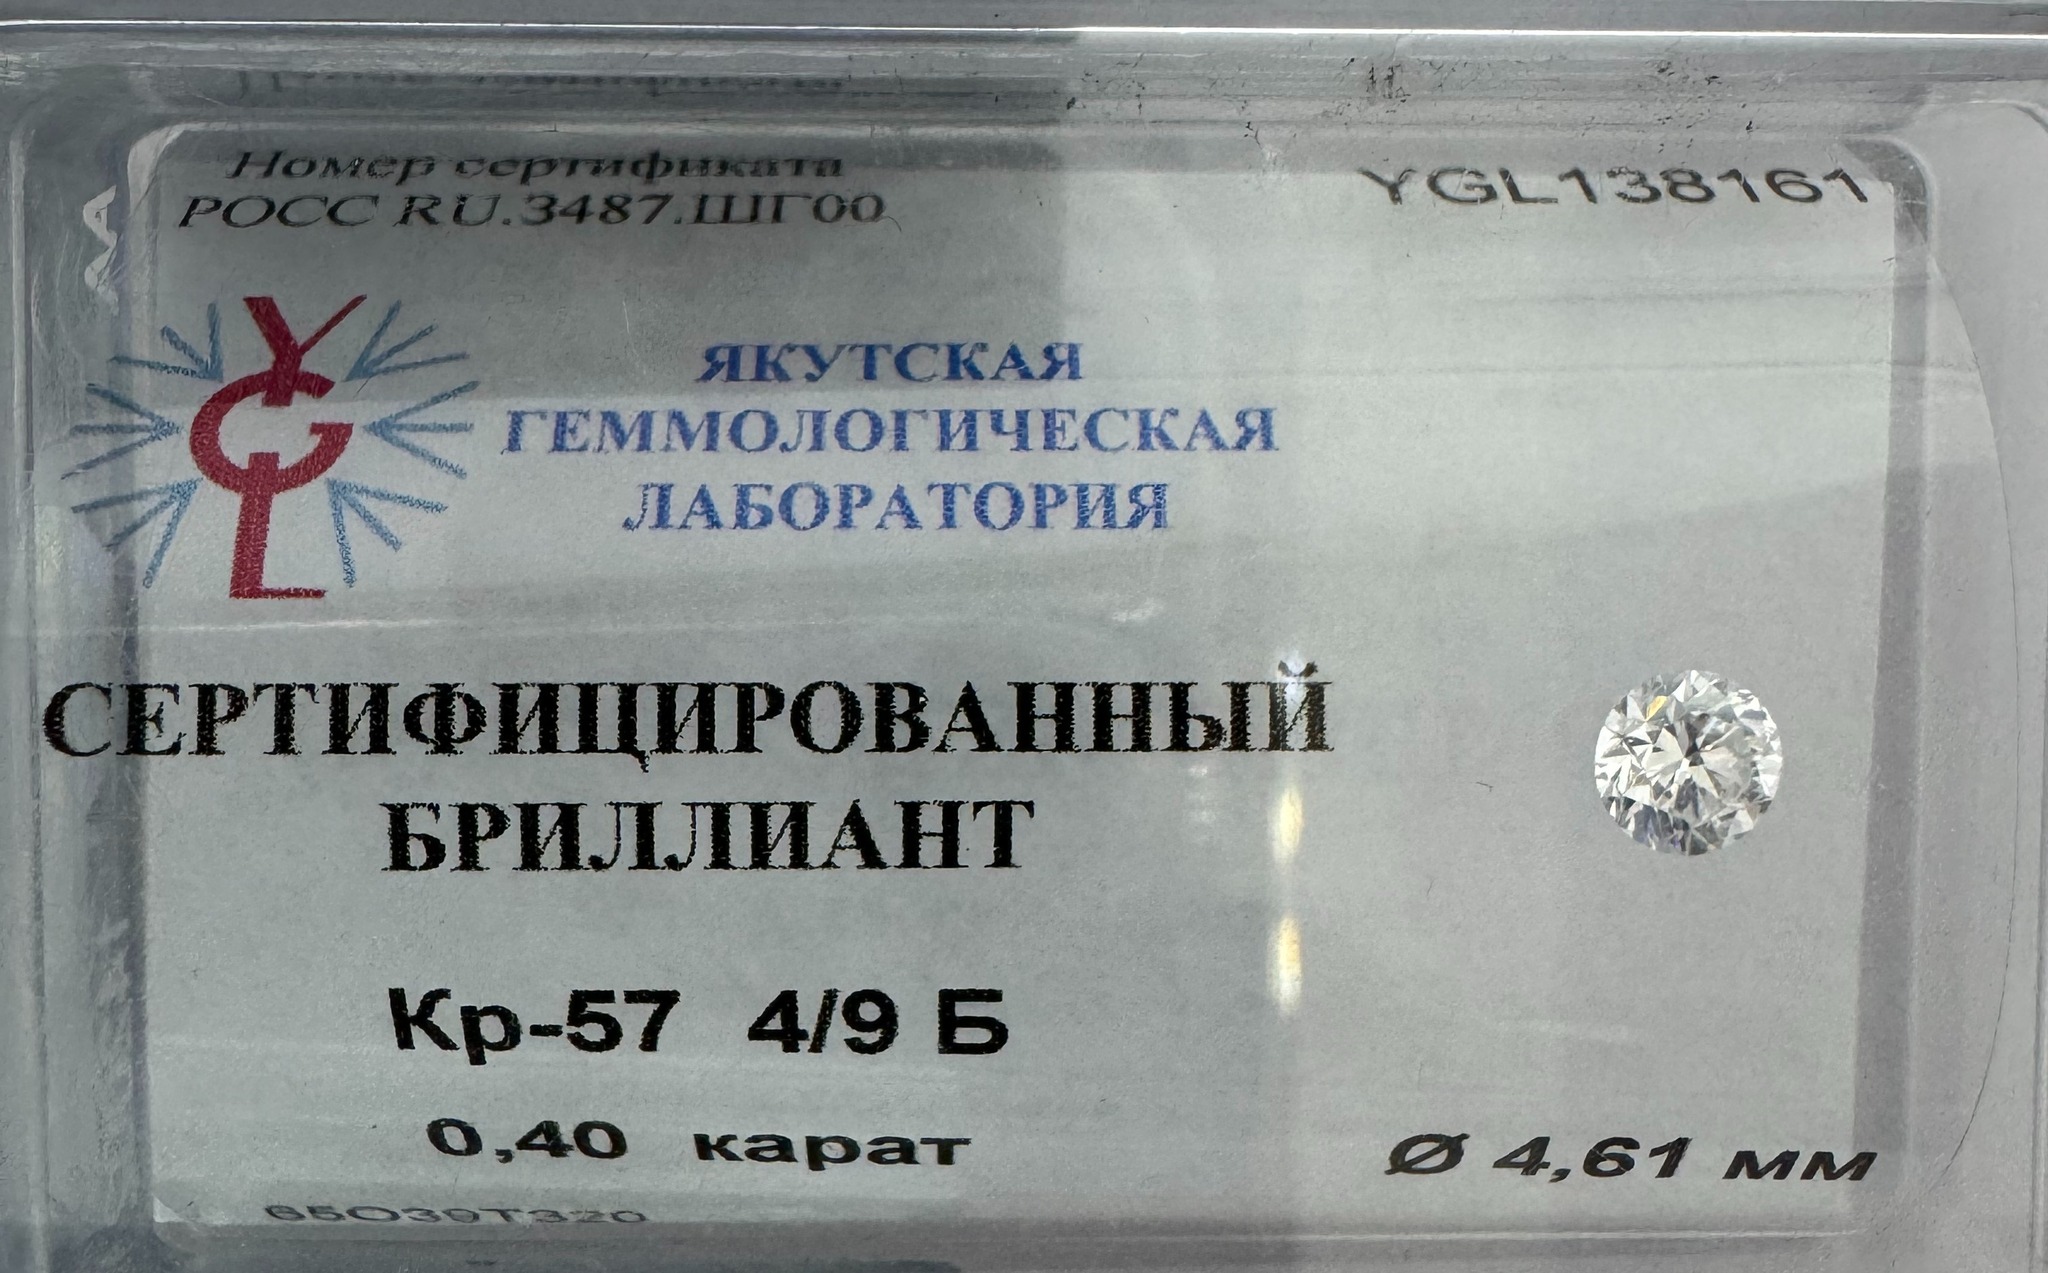 Номер сертификата
РОСС RU.3487.ШГ00
YGL138161
YGL
ЯКУТСКАЯ
ГЕММОЛОГИЧЕСКАЯ
ЛАБОРАТОРИЯ
СЕРТИФИЦИРОВАННЫЙ
БРИЛЛИАНТ
Кр-57 4/9 Б
0,40 карат
Ø 4,61 мм